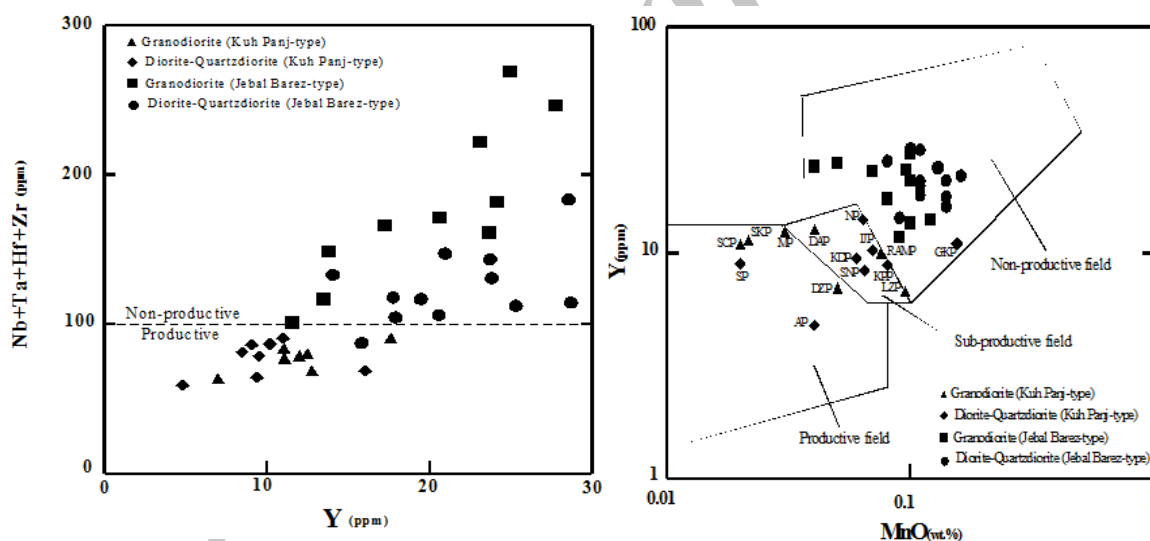 300
200
100
0
0
10
20
30
Nb+Ta+Hf+Zr (ppm)
Y (ppm)
Granodiorite (Kuh Panj-type)
Diorite-Quartzdiorite (Kuh Panj-type)
Granodiorite (Jebal Barez-type)
Diorite-Quartzdiorite (Jebal Barez-type)
Non-productive
Productive
100
10
1
0.01
0.1
Y(ppm)
MnO(wt.%)
SCP
SKP
MP
DAP
NP
IJP
RAMP
GKP
SP
KDP
SNP
KPP
DZP
LZP
AP
Non-productive field
Sub-productive field
Productive field
Granodiorite (Kuh Panj-type)
Diorite-Quartzdiorite (Kuh Panj-type)
Granodiorite (Jebal Barez-type)
Diorite-Quartzdiorite (Jebal Barez-type)